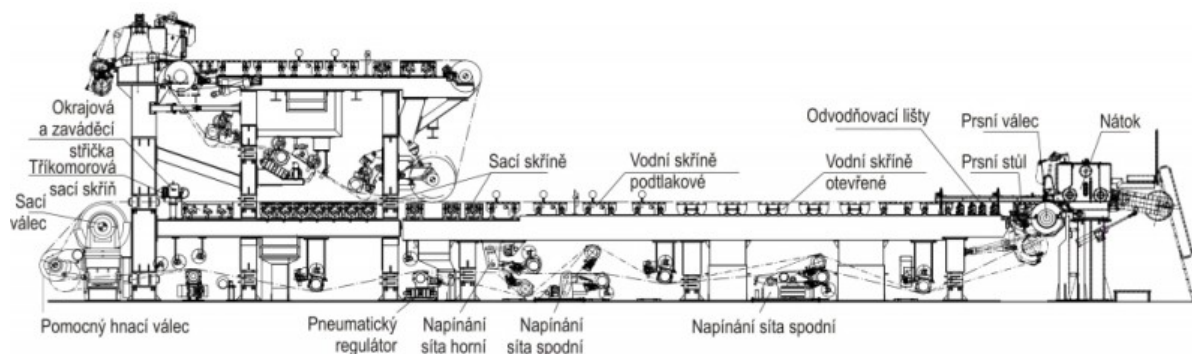 Okrajová
a zaváděcí
střička
Tříkomorová
sací skříň
Sací
válec
Sací skříně
Vodní skříně
podtlakové
Vodní skříně
otevřené
Odvodňovací lišty
Prsní válec
Prsní stůl
Nátok
Pomocný hnací válec
Pneumatický
regulátor
Napínání
síta horní
Napínání
síta spodní
Napínání síta spodní